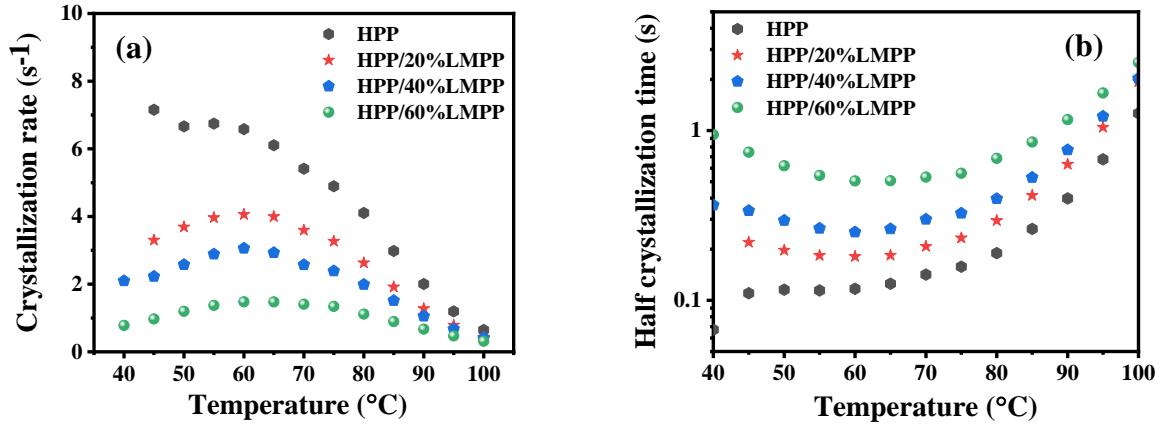 (a)
HPP
HPP/20%LMPP
HPP/40%LMPP
HPP/60%LMPP
10
8
6
4
2
0
40 50 60 70 80 90 100
Temperature (°C)
Crystallization rate (s-1)
(b)
HPP
HPP/20%LMPP
HPP/40%LMPP
HPP/60%LMPP
1
0.1
40 50 60 70 80 90 100
Temperature (°C)
Half crystallization time (s)